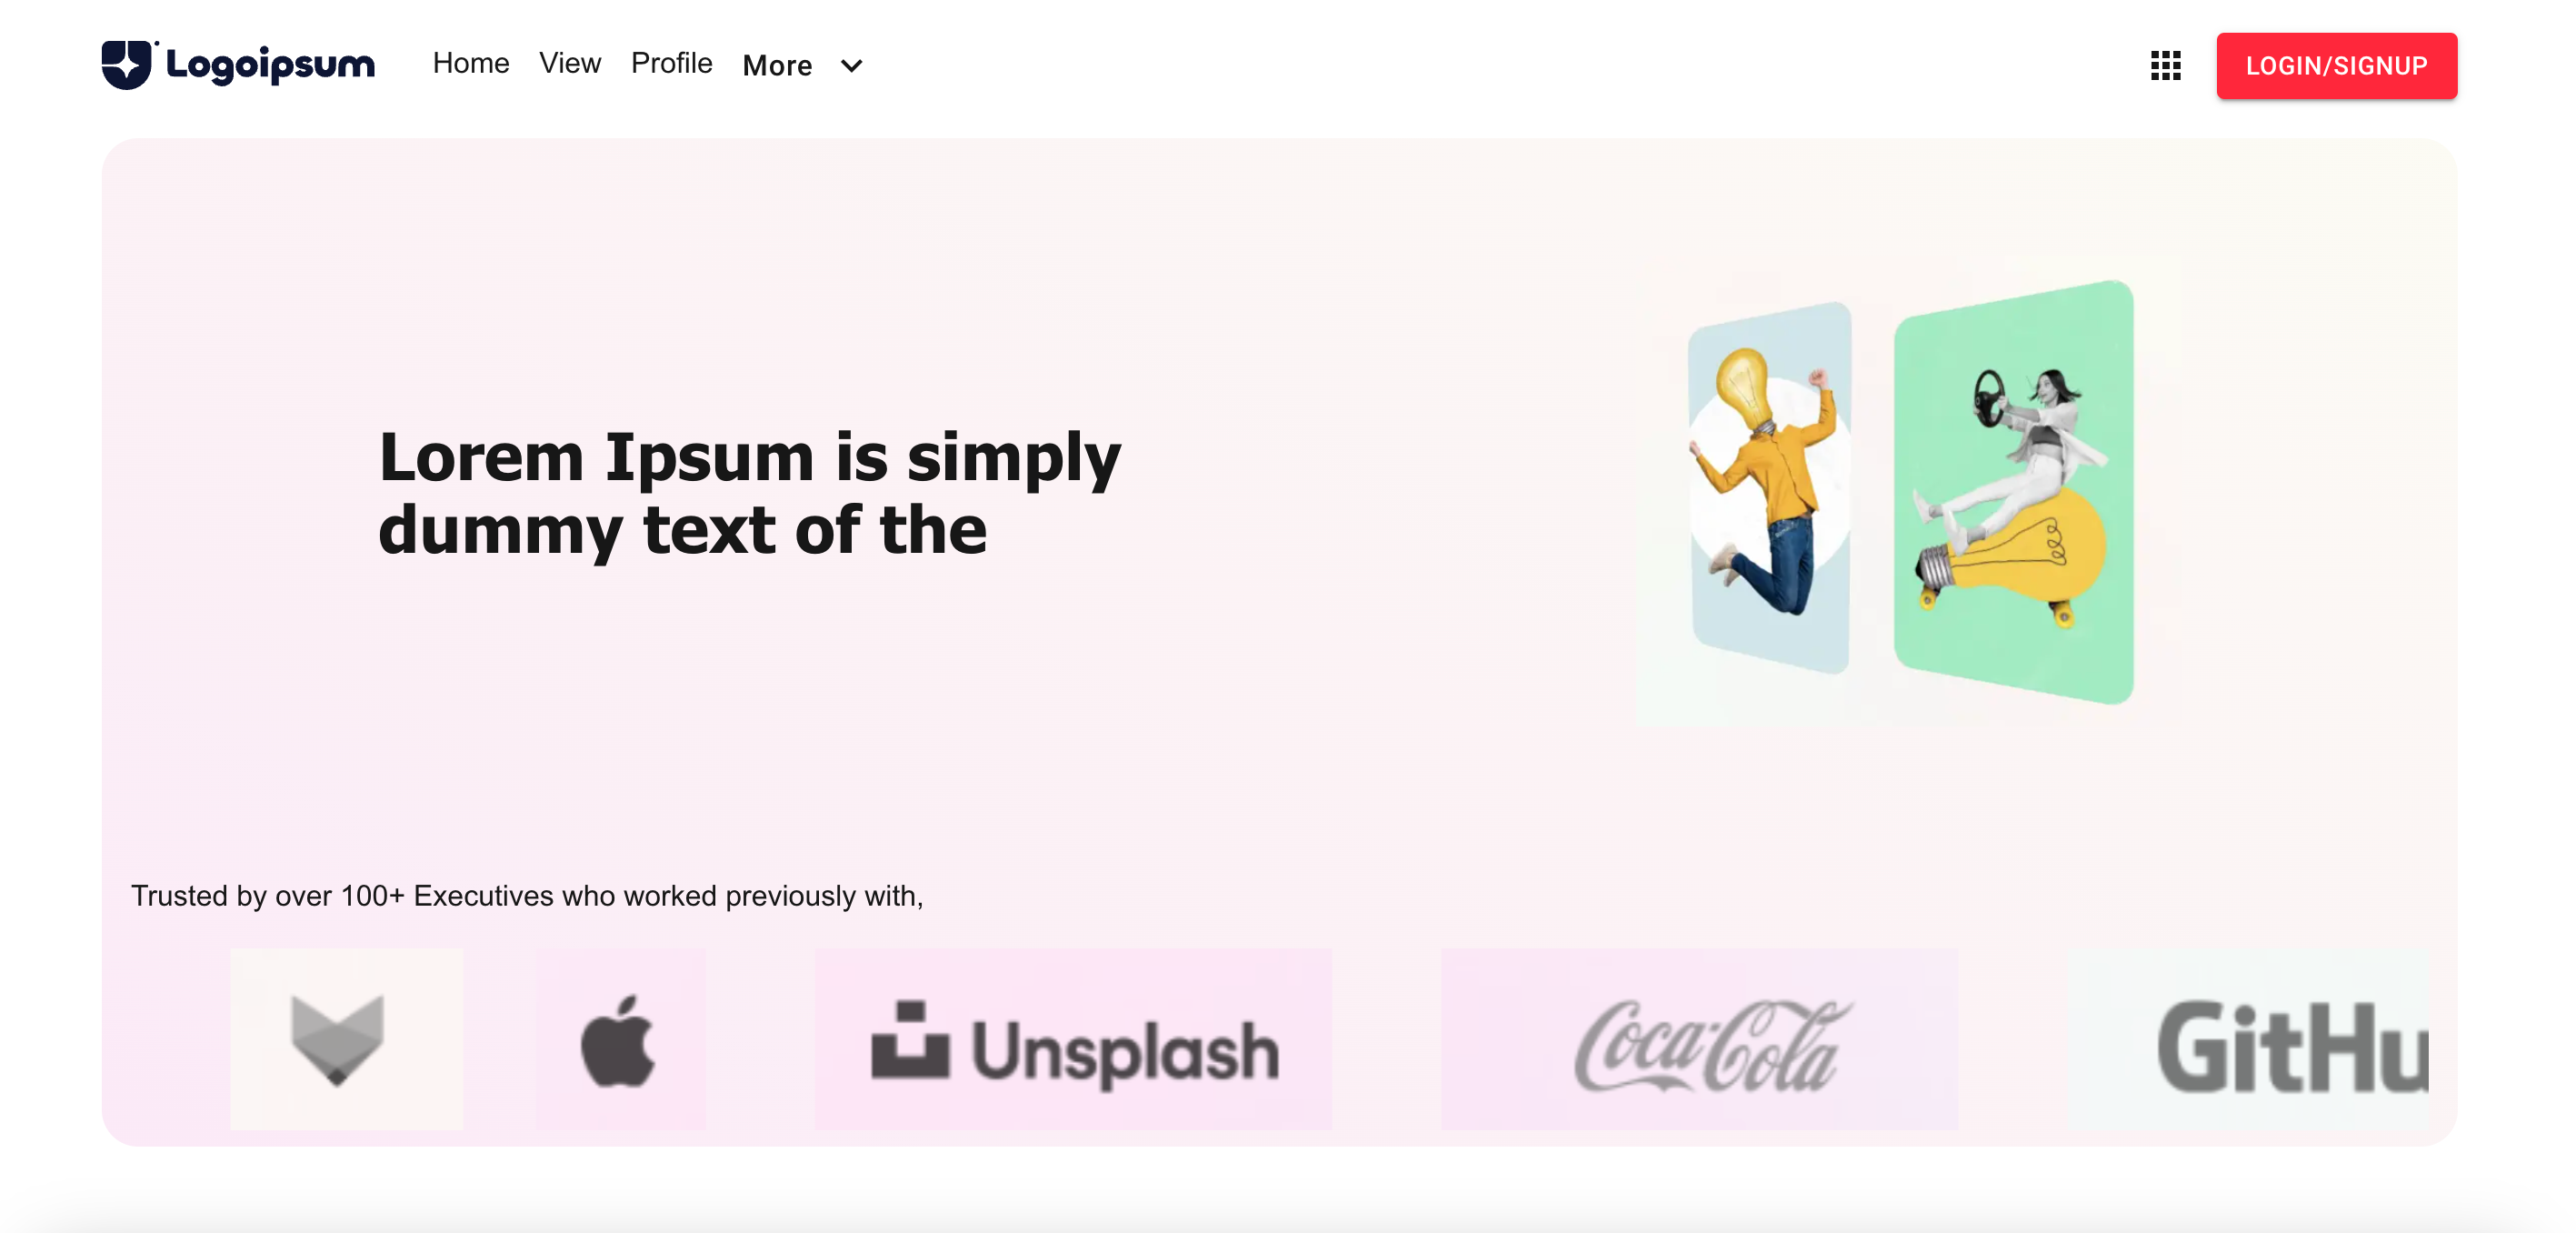 Logoipsum Home View Profile More LOGIN/SIGNUP
Lorem Ipsum is simply
dummy text of the
Trusted by over 100+ Executives who worked previously with,
Unsplash Coca-Cola GitHu